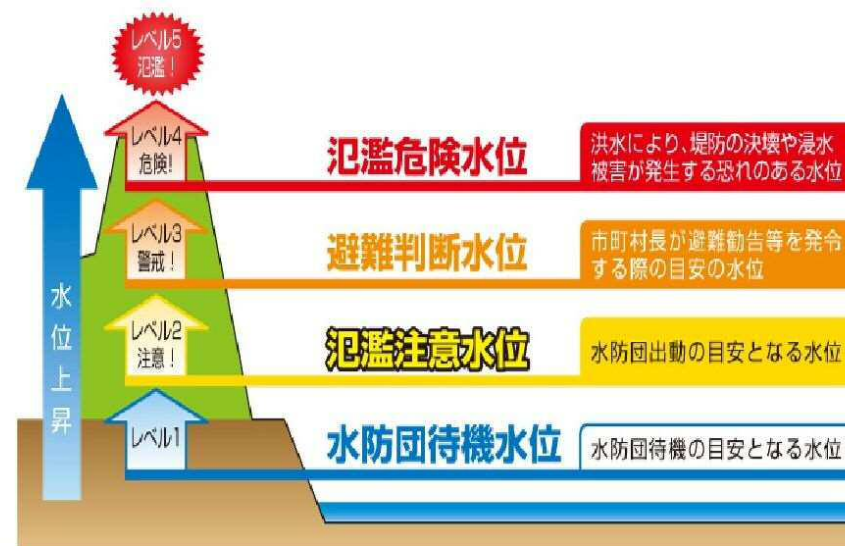 レベル5
氾濫！
レベル4
危険!
氾濫危険水位
洪水により、堤防の決壊や浸水
被害が発生する恐れのある水位
レベル3
警戒！
避難判断水位
市町村長が避難勧告等を発令
する際の目安の水位
レベル2
注意！
氾濫注意水位
水防団出動の目安となる水位
レベル1
水防団待機水位
水防団待機の目安となる水位
水位上昇